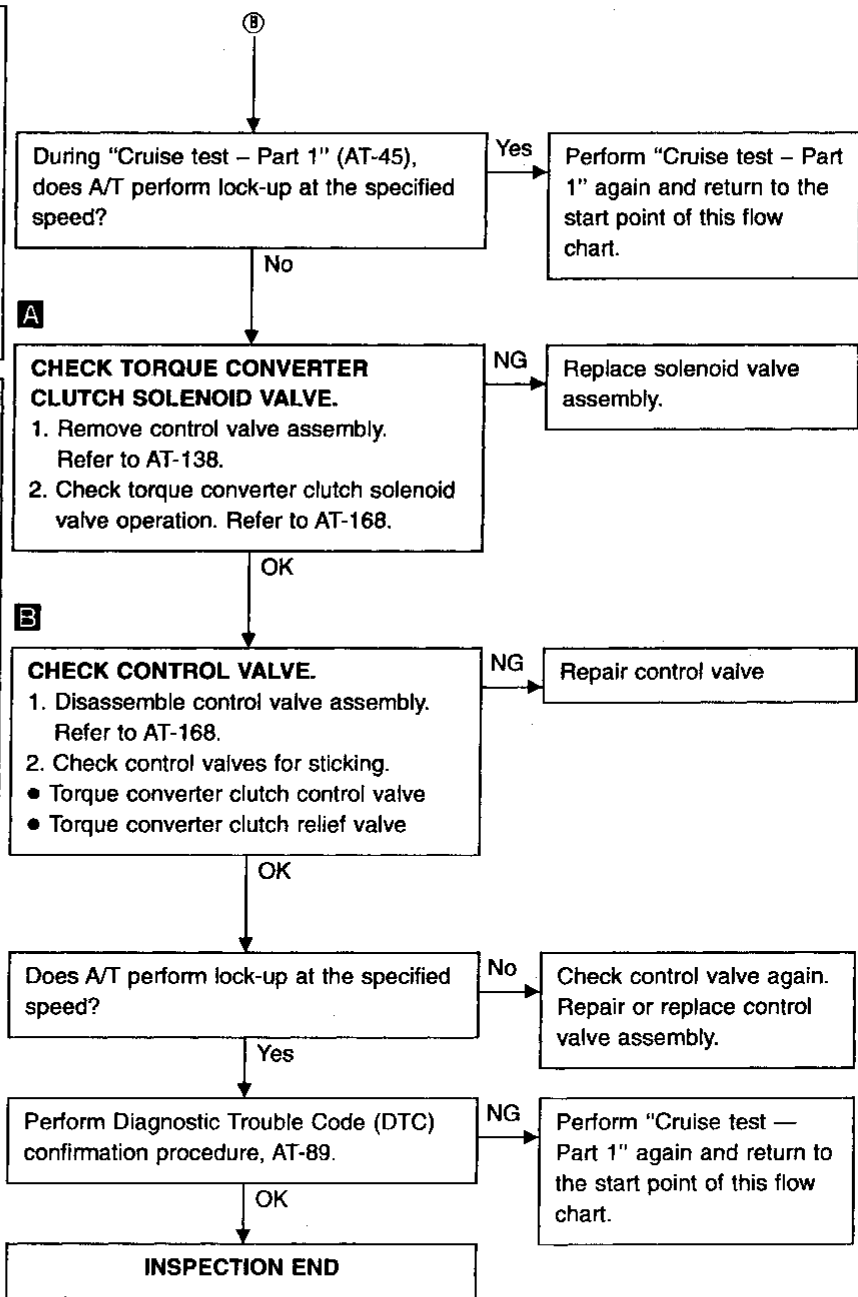 Ⓑ
During “Cruise test – Part 1” (AT-45),
does A/T perform lock-up at the specified
speed?
Yes
Perform “Cruise test – Part
1” again and return to the
start point of this flow
chart.
No
A
CHECK TORQUE CONVERTER
CLUTCH SOLENOID VALVE.
1. Remove control valve assembly.
Refer to AT-138.
2. Check torque converter clutch solenoid
valve operation. Refer to AT-168.
NG
Replace solenoid valve
assembly.
OK
B
CHECK CONTROL VALVE.
1. Disassemble control valve assembly.
Refer to AT-168.
2. Check control valves for sticking.
● Torque converter clutch control valve
● Torque converter clutch relief valve
NG
Repair control valve
OK
Does A/T perform lock-up at the specified
speed?
No
Check control valve again.
Repair or replace control
valve assembly.
Yes
Perform Diagnostic Trouble Code (DTC)
confirmation procedure, AT-89.
NG
Perform “Cruise test —
Part 1” again and return to
the start point of this flow
chart.
OK
INSPECTION END